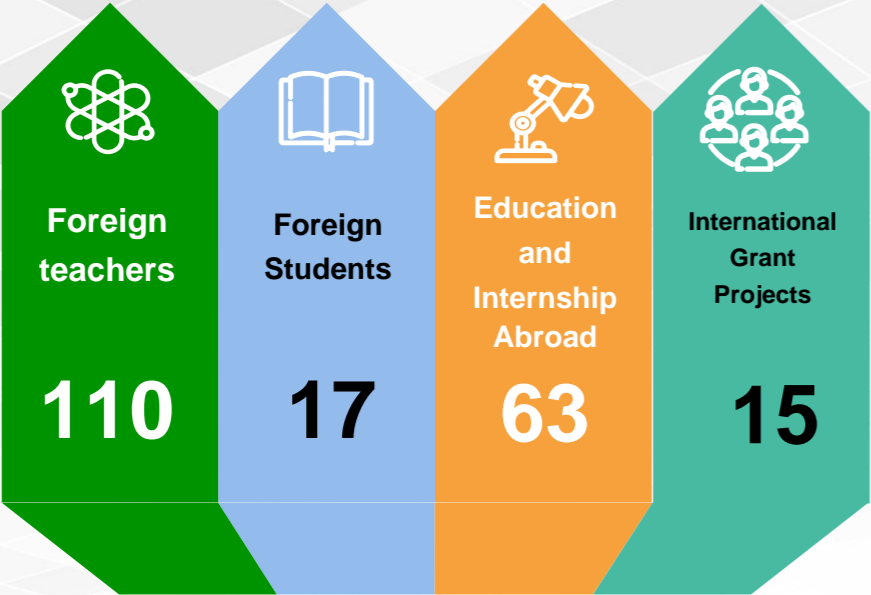 Foreign
teachers
110
Foreign
Students
17
Education
and
Internship
Abroad
63
International
Grant
Projects
15